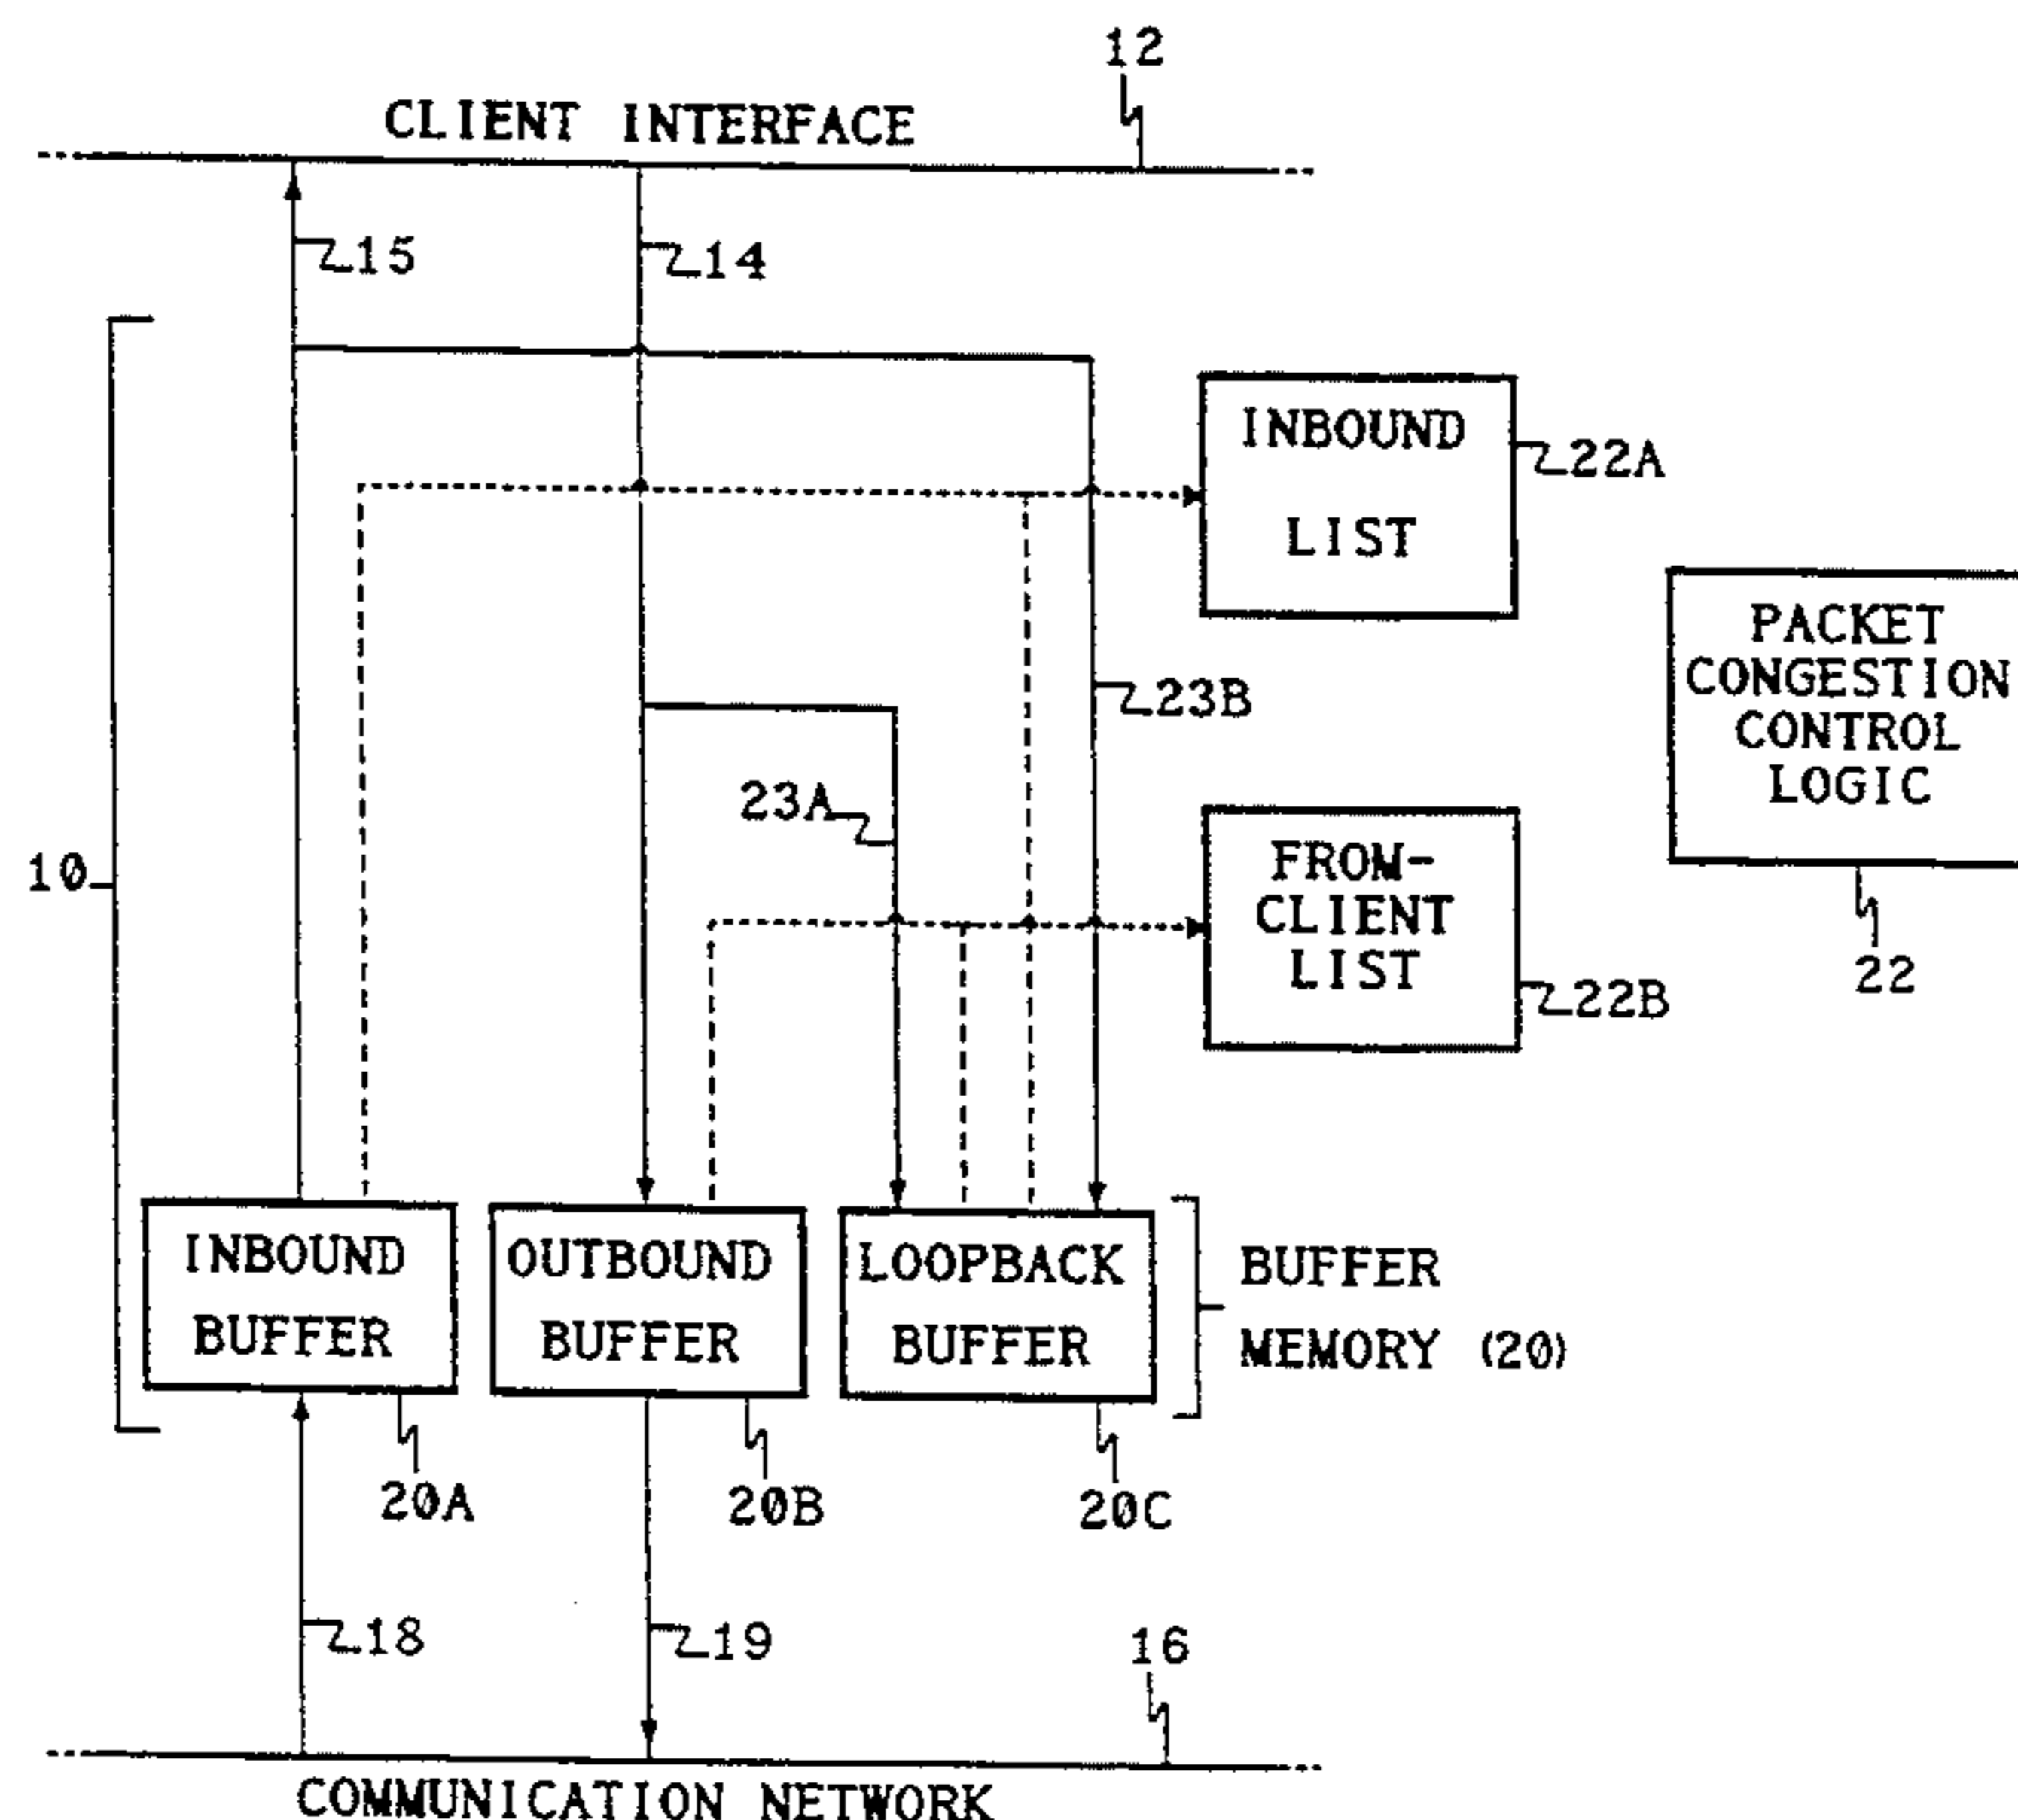 12
CLIENT INTERFACE
15
14
INBOUND
LIST
22A
PACKET
CONGESTION
CONTROL
LOGIC
22
23B
23A
10
FROM-
CLIENT
LIST
22B
INBOUND
BUFFER
OUTBOUND
BUFFER
LOOPBACK
BUFFER
BUFFER
MEMORY (20)
20A
20B
20C
18
19
16
COMMUNICATION NETWORK